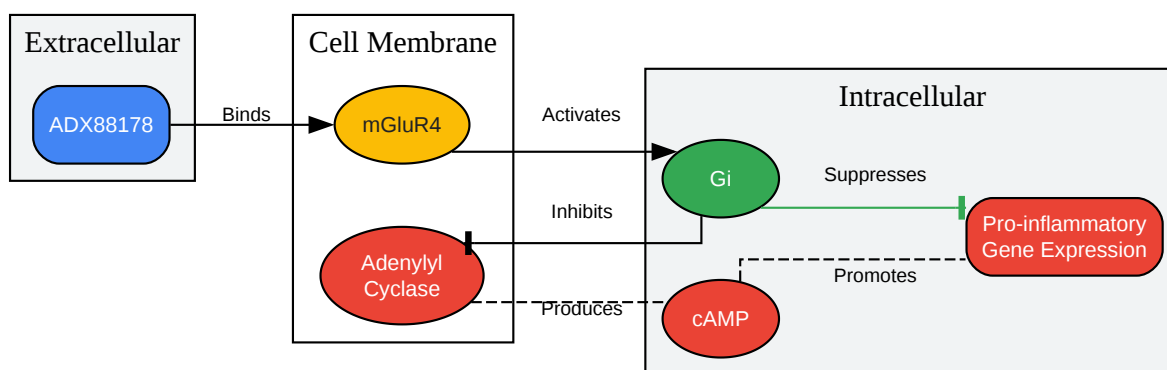 Extracellular
Cell Membrane
Intracellular
ADX88178
Binds
mGluR4
Activates
Gi
Suppresses
Pro-inflammatory
Gene Expression
Inhibits
Adenylyl
Cyclase
Produces
cAMP
Promotes